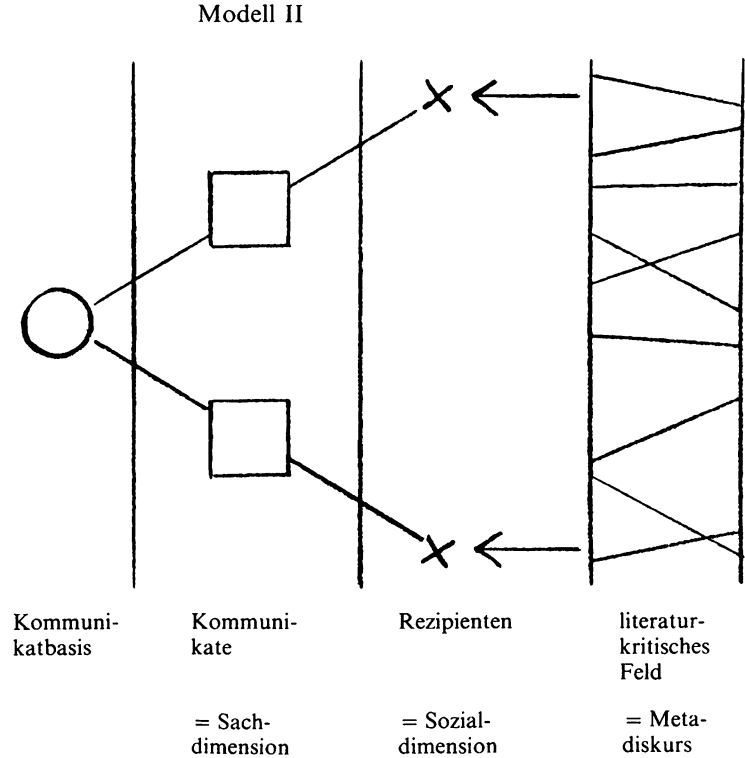 Modell II
Kommuni-
katbasis
Kommuni-
kate
Rezipienten
literatur-
kritisches
Feld
= Sach-
dimension
= Sozial-
dimension
= Meta-
diskurs